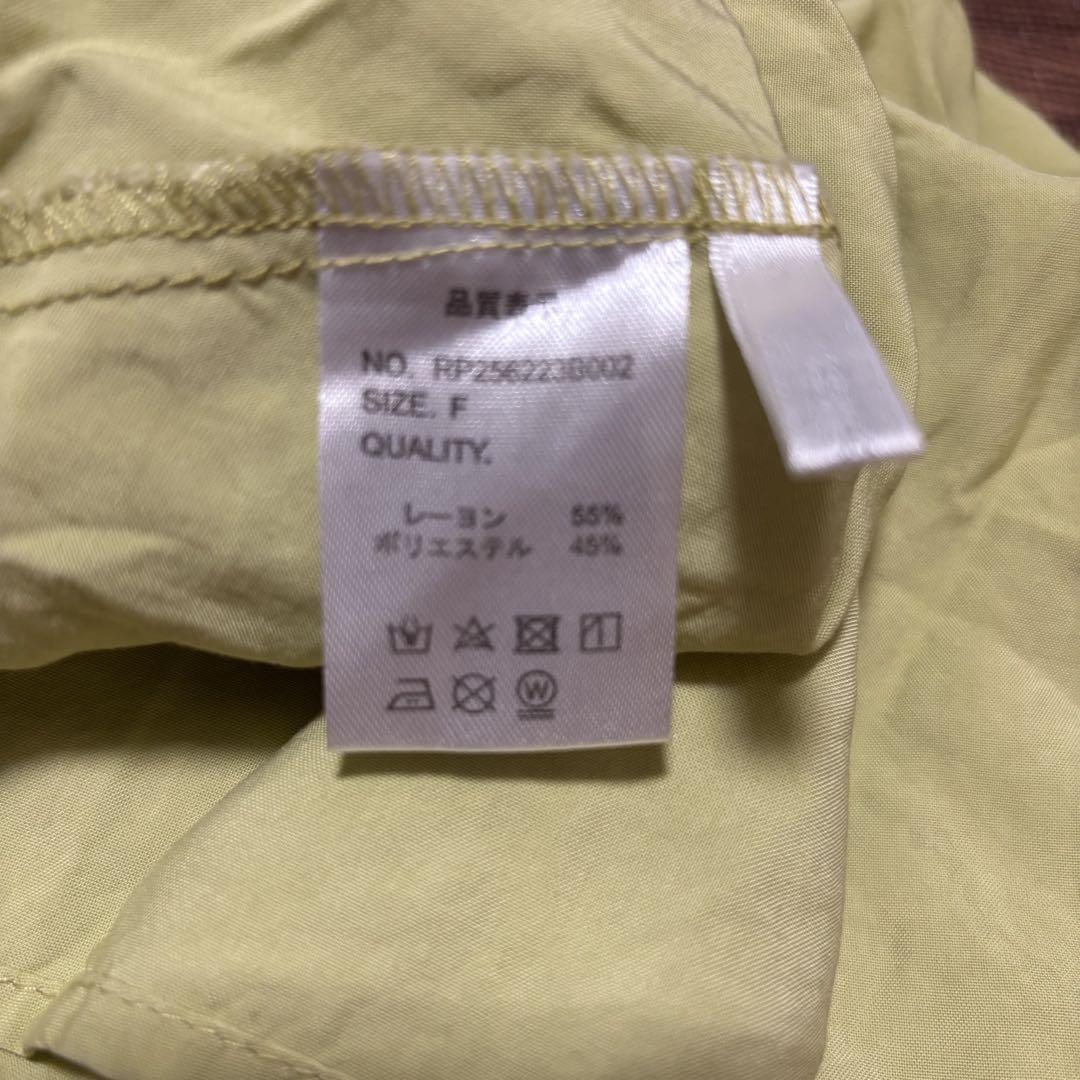 品質表示
NO. RP256223B002
SIZE. F
QUALITY.
レーヨン 55%
ポリエステル 45%
W